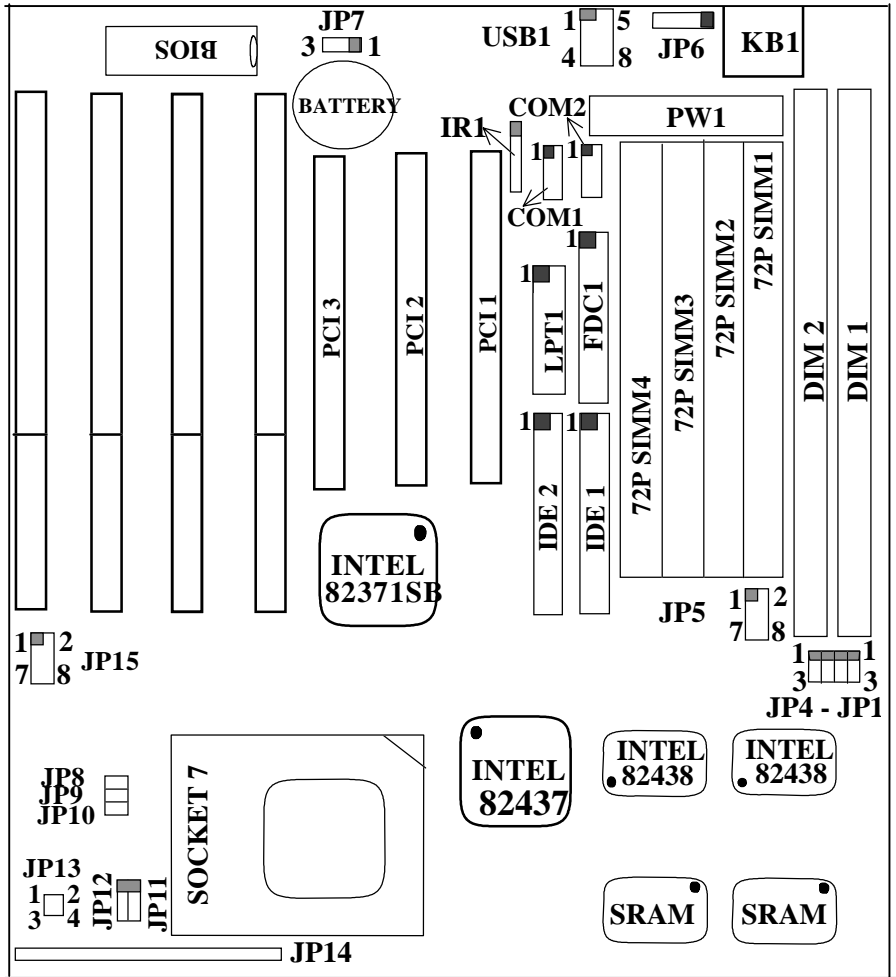 JP7
3 1
BIOS
USB1
1 5
4 8
JP6
KB1
BATTERY
IR1
COM2
PW1
1
1
COM1
1
1
PCI 3
PCI 2
PCI 1
LPT1
FDC1
72P SIMM4
72P SIMM3
72P SIMM2
72P SIMM1
DIM 2
DIM 1
1
1
IDE 2
IDE 1
INTEL
82371SB
JP5
1 2
7 8
1 2
7 8
JP15
1 1
3 3
JP4 - JP1
JP8
JP9
JP10
SOCKET 7
INTEL
82437
INTEL
82438
INTEL
82438
JP13
1 2
3 4
JP12
JP11
SRAM
SRAM
JP14